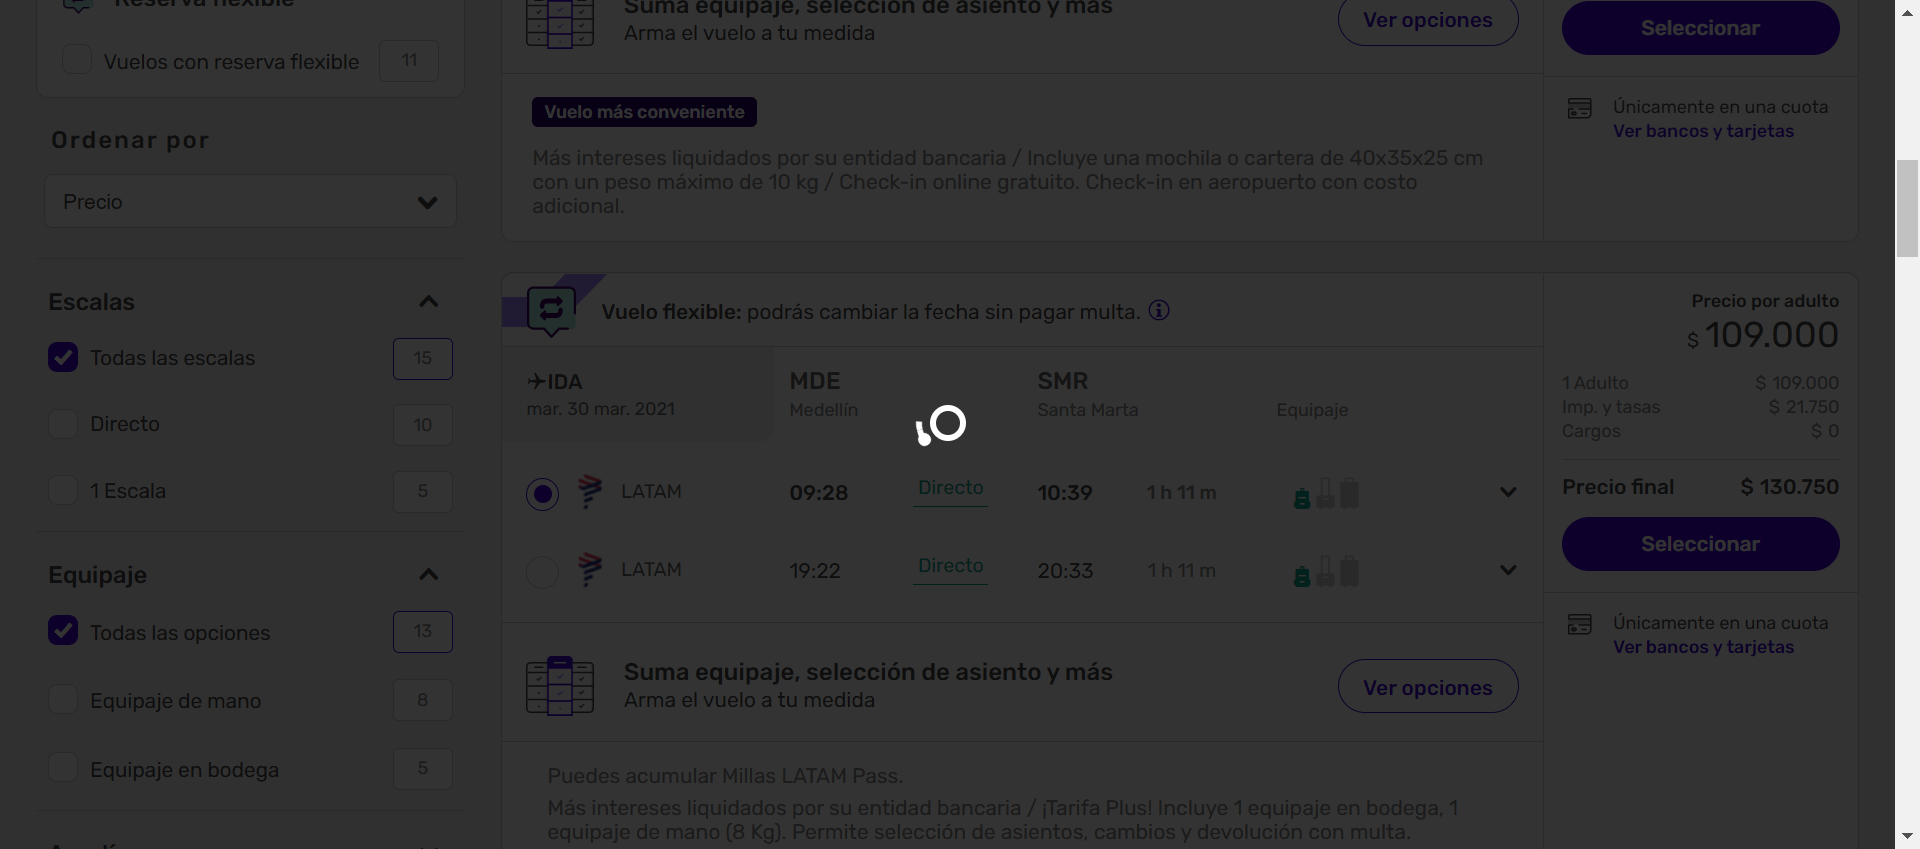 Reserva flexible
Vuelos con reserva flexible 11
Ordenar por
Precio
Escalas
Todas las escalas 15
Directo 10
1 Escala 5
Equipaje
Todas las opciones 13
Equipaje de mano 8
Equipaje en bodega 5
Suma equipaje, selección de asiento y más
Arma el vuelo a tu medida
Ver opciones
Vuelo más conveniente
Más intereses liquidados por su entidad bancaria / Incluye una mochila o cartera de 40x35x25 cm
con un peso máximo de 10 kg / Check-in online gratuito. Check-in en aeropuerto con costo
adicional.
Seleccionar
Únicamente en una cuota
Ver bancos y tarjetas
Vuelo flexible: podrás cambiar la fecha sin pagar multa.
IDA MDE SMR
mar. 30 mar. 2021 Medellín Santa Marta Equipaje
LATAM 09:28 Directo 10:39 1 h 11 m
LATAM 19:22 Directo 20:33 1 h 11 m
Suma equipaje, selección de asiento y más
Arma el vuelo a tu medida
Ver opciones
Puedes acumular Millas LATAM Pass.
Más intereses liquidados por su entidad bancaria / ¡Tarifa Plus! Incluye 1 equipaje en bodega, 1
equipaje de mano (8 Kg). Permite selección de asientos, cambios y devolución con multa.
Precio por adulto
$ 109.000
1 Adulto $ 109.000
Imp. y tasas $ 21.750
Cargos $ 0
Precio final $ 130.750
Seleccionar
Únicamente en una cuota
Ver bancos y tarjetas